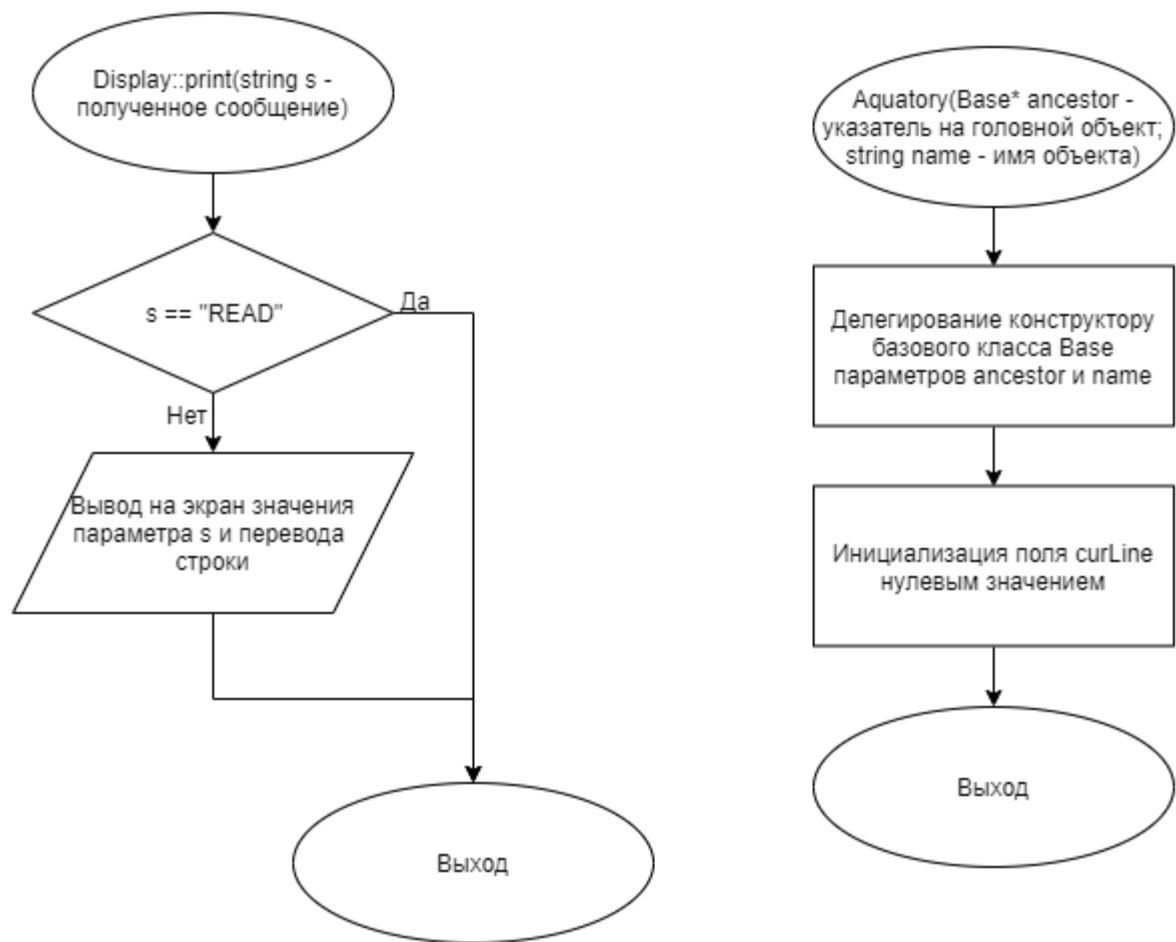 Display::print(string s -
полученное сообщение)
s == "READ"
Да
Нет
Вывод на экран значения
параметра s и перевода
строки
Выход
Aquatory(Base* ancestor -
указатель на головной объект;
string name - имя объекта)
Делегирование конструктору
базового класса Base
параметров ancestor и name
Инициализация поля curLine
нулевым значением
Выход